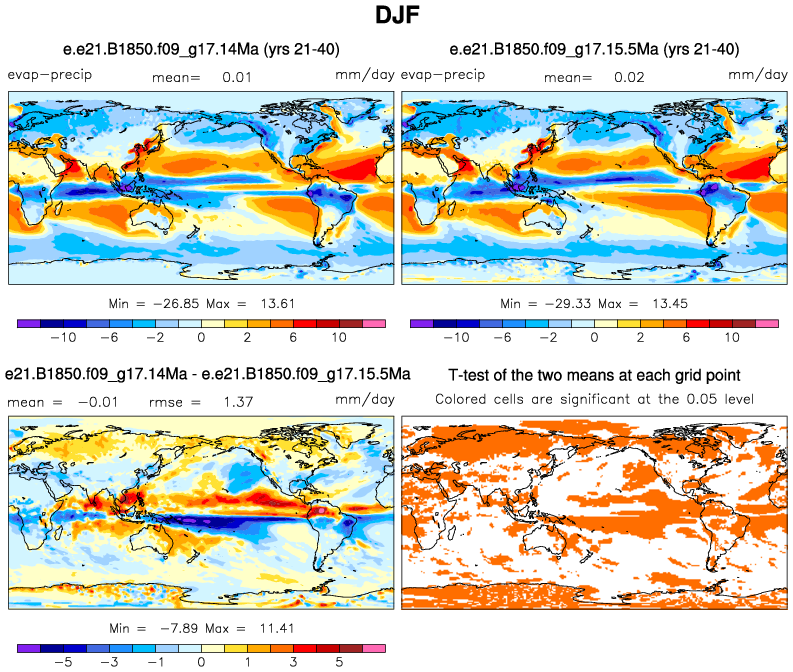 DJF
e.e21.B1850.f09_g17.14Ma (yrs 21-40)
evap-precip mean= 0.01 mm/day
Min = -26.85 Max = 13.61
-10 -6 -2 0 2 6 10
e.e21.B1850.f09_g17.15.5Ma (yrs 21-40)
evap-precip mean= 0.02 mm/day
Min = -29.33 Max = 13.45
-10 -6 -2 0 2 6 10
e21.B1850.f09_g17.14Ma - e.e21.B1850.f09_g17.15.5Ma
mean = -0.01 rmse = 1.37 mm/day
Min = -7.89 Max = 11.41
-5 -3 -1 0 1 3 5
T-test of the two means at each grid point
Colored cells are significant at the 0.05 level